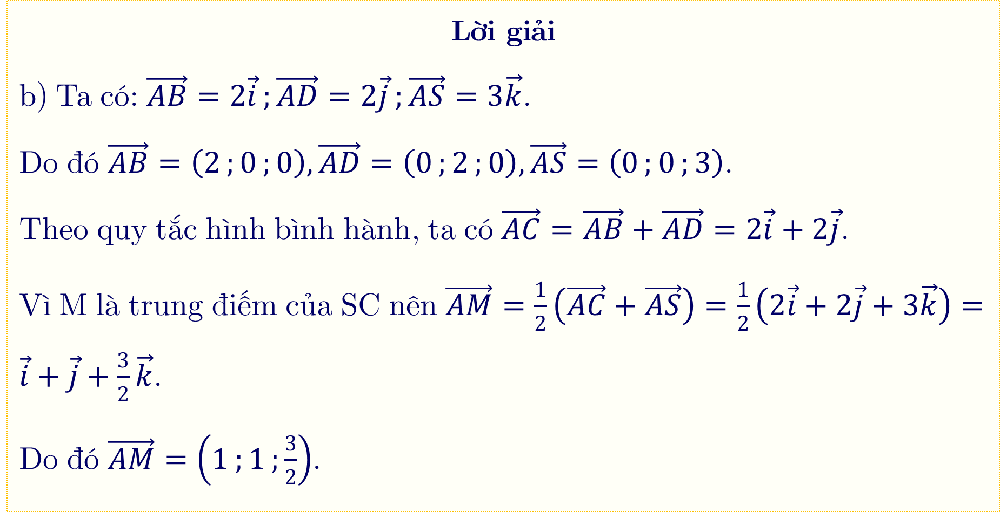 Lời giải
b) Ta có: $\overrightarrow{AB} = 2\vec{i} ; \overrightarrow{AD} = 2\vec{j} ; \overrightarrow{AS} = 3\vec{k}$.
Do đó $\overrightarrow{AB} = (2 ; 0 ; 0), \overrightarrow{AD} = (0 ; 2 ; 0), \overrightarrow{AS} = (0 ; 0 ; 3)$.
Theo quy tắc hình bình hành, ta có $\overrightarrow{AC} = \overrightarrow{AB} + \overrightarrow{AD} = 2\vec{i} + 2\vec{j}$.
Vì M là trung điểm của SC nên $\overrightarrow{AM} = \frac{1}{2}(\overrightarrow{AC} + \overrightarrow{AS}) = \frac{1}{2}(2\vec{i} + 2\vec{j} + 3\vec{k}) =$
$\vec{i} + \vec{j} + \frac{3}{2}\vec{k}$.
Do đó $\overrightarrow{AM} = \left(1 ; 1 ; \frac{3}{2}\right)$.